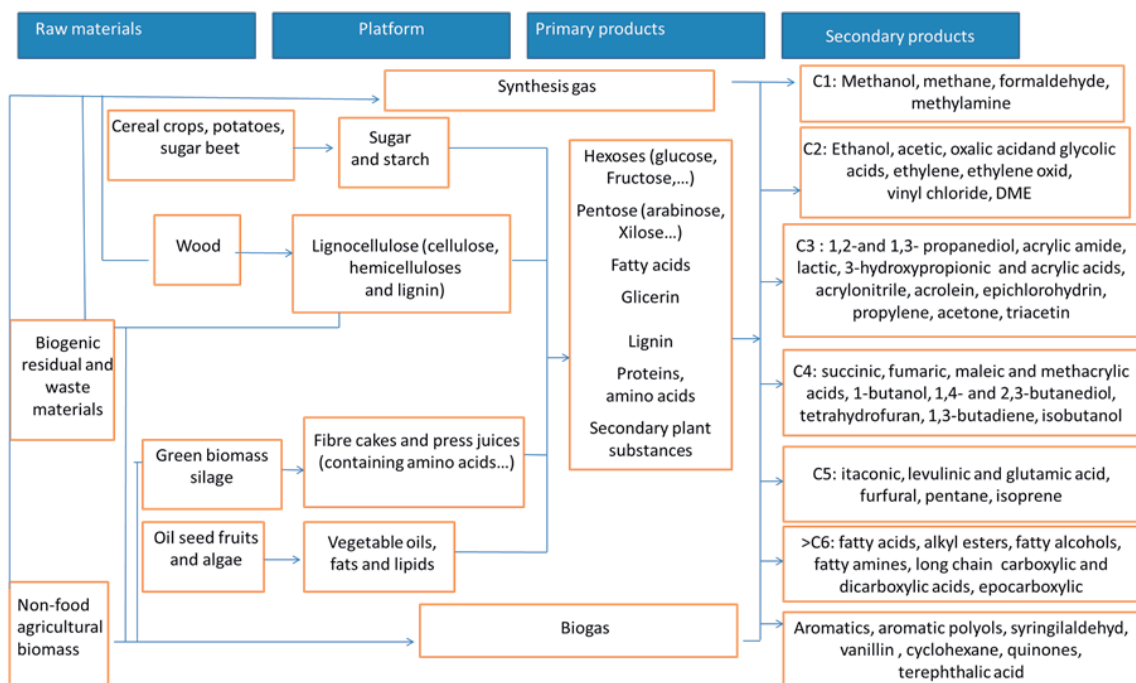 Raw materials
Platform
Primary products
Secondary products
Synthesis gas
C1: Methanol, methane, formaldehyde,
methylamine
Cereal crops, potatoes,
sugar beet
Sugar
and starch
Hexoses (glucose,
Fructose,...)
Pentose (arabinose,
Xilose...)
Fatty acids
Glicerin
Lignin
Proteins,
amino acids
Secondary plant
substances
C2: Ethanol, acetic, oxalic acidand glycolic
acids, ethylene, ethylene oxid,
vinyl chloride, DME
Wood
Lignocellulose (cellulose,
hemicelluloses
and lignin)
C3 : 1,2-and 1,3- propanediol, acrylic amide,
lactic, 3-hydroxypropionic and acrylic acids,
acrylonitrile, acrolein, epichlorohydrin,
propylene, acetone, triacetin
Biogenic
residual and
waste
materials
C4: succinic, fumaric, maleic and methacrylic
acids, 1-butanol, 1,4- and 2,3-butanediol,
tetrahydrofuran, 1,3-butadiene, isobutanol
Green biomass
silage
Fibre cakes and press juices
(containing amino acids...)
C5: itaconic, levulinic and glutamic acid,
furfural, pentane, isoprene
Oil seed fruits
and algae
Vegetable oils,
fats and lipids
>C6: fatty acids, alkyl esters, fatty alcohols,
fatty amines, long chain carboxylic and
dicarboxylic acids, epocarboxylic
Non-food
agricultural
biomass
Biogas
Aromatics, aromatic polyols, syringilaldehyd,
vanillin , cyclohexane, quinones,
terephthalic acid